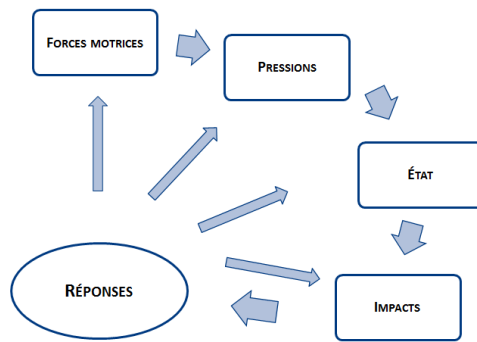 FORCES MOTRICES
PRESSIONS
ÉTAT
RÉPONSES
IMPACTS